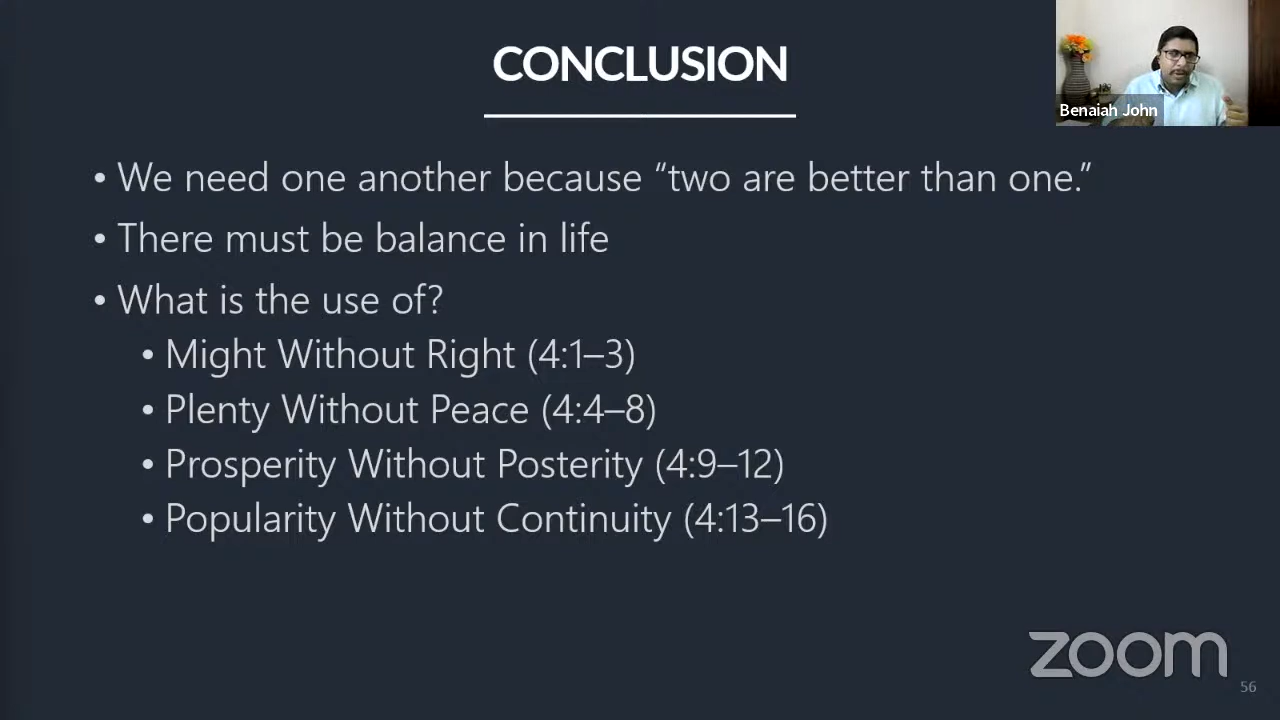 CONCLUSION
Benaiah John
• We need one another because “two are better than one.”
• There must be balance in life
• What is the use of?
• Might Without Right (4:1–3)
• Plenty Without Peace (4:4–8)
• Prosperity Without Posterity (4:9–12)
• Popularity Without Continuity (4:13–16)
zoom
56